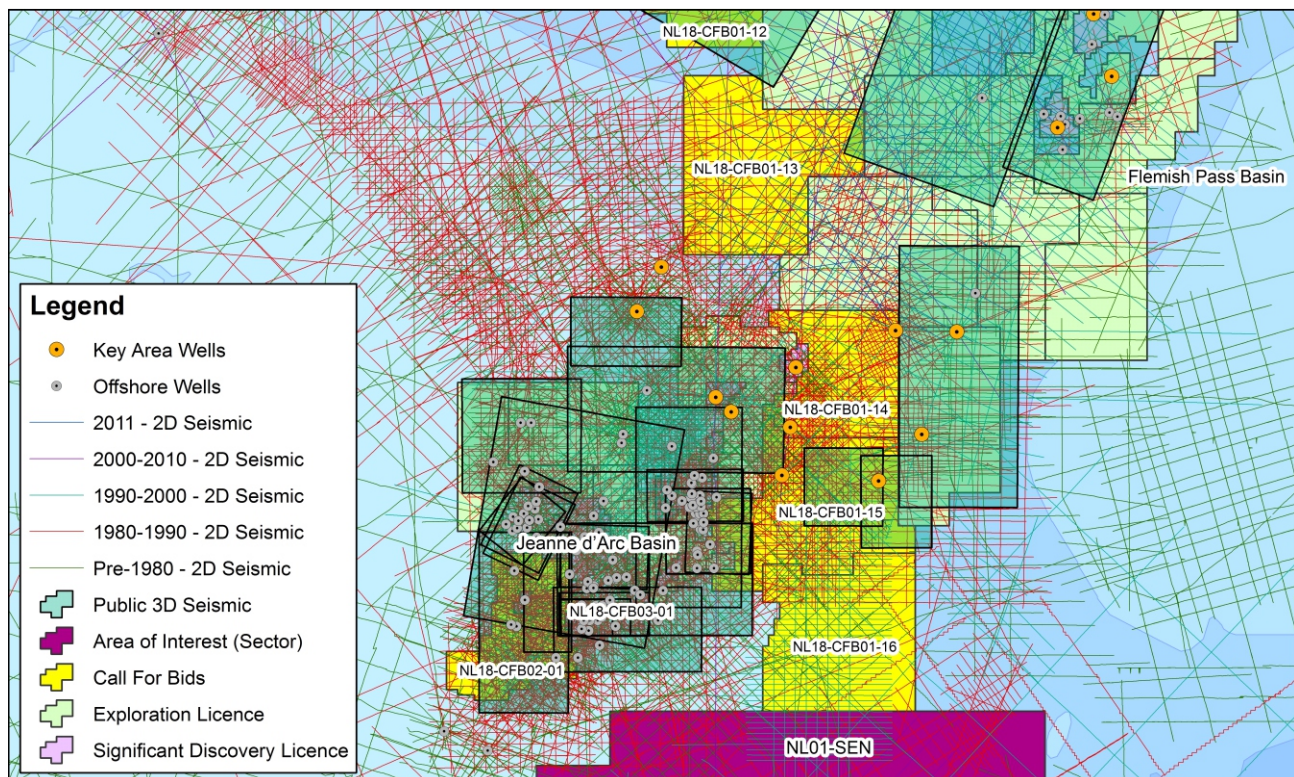 NL18-CFB01-12
NL18-CFB01-13
Flemish Pass Basin
NL18-CFB01-14
NL18-CFB01-15
Jeanne d'Arc Basin
NL18-CFB03-01
NL18-CFB01-16
NL18-CFB02-01
NL01-SEN
Legend
Key Area Wells
Offshore Wells
2011 - 2D Seismic
2000-2010 - 2D Seismic
1990-2000 - 2D Seismic
1980-1990 - 2D Seismic
Pre-1980 - 2D Seismic
Public 3D Seismic
Area of Interest (Sector)
Call For Bids
Exploration Licence
Significant Discovery Licence